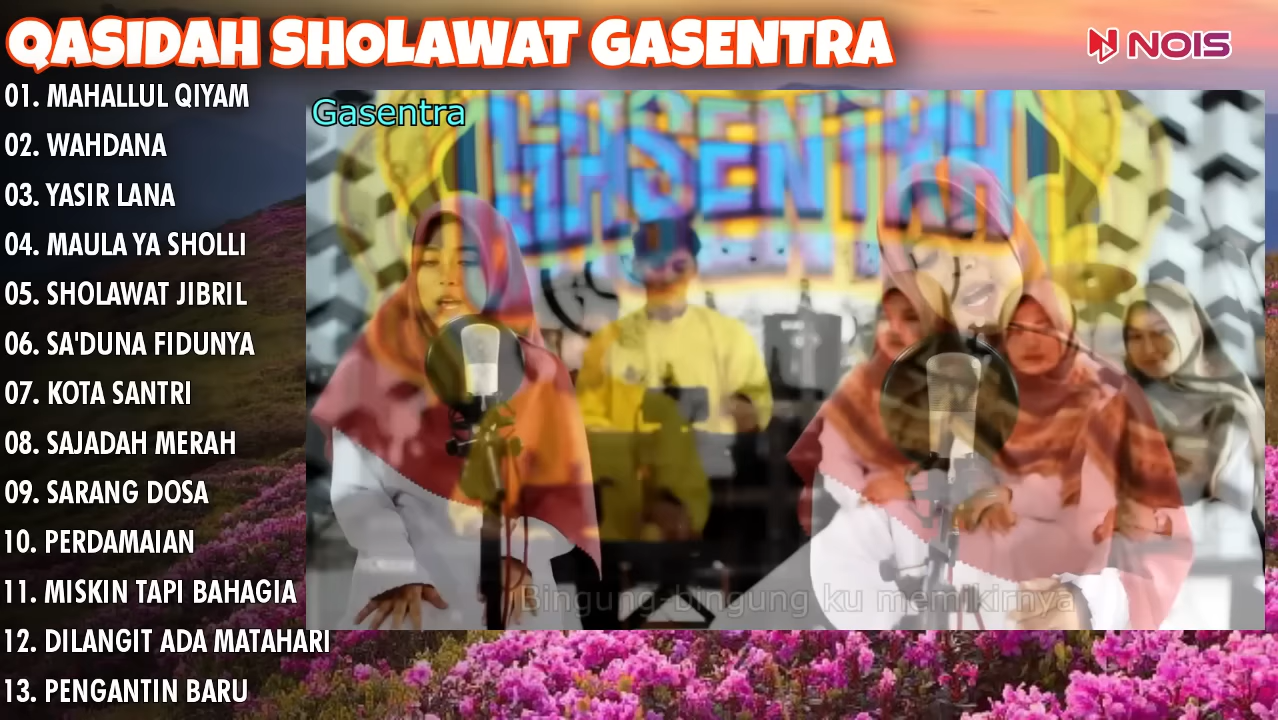 QASIDAH SHOLAWAT GASENTRA
NOIS
01. MAHALLUL QIYAM
02. WAHDANA
03. YASIR LANA
04. MAULA YA SHOLLI
05. SHOLAWAT JIBRIL
06. SA'DUNA FIDUNYA
07. KOTA SANTRI
08. SAJADAH MERAH
09. SARANG DOSA
10. PERDAMAIAN
11. MISKIN TAPI BAHAGIA
12. DILANGIT ADA MATAHARI
13. PENGANTIN BARU
Gasentra
GASENTRA
Bingung-bingung ku memikirnya